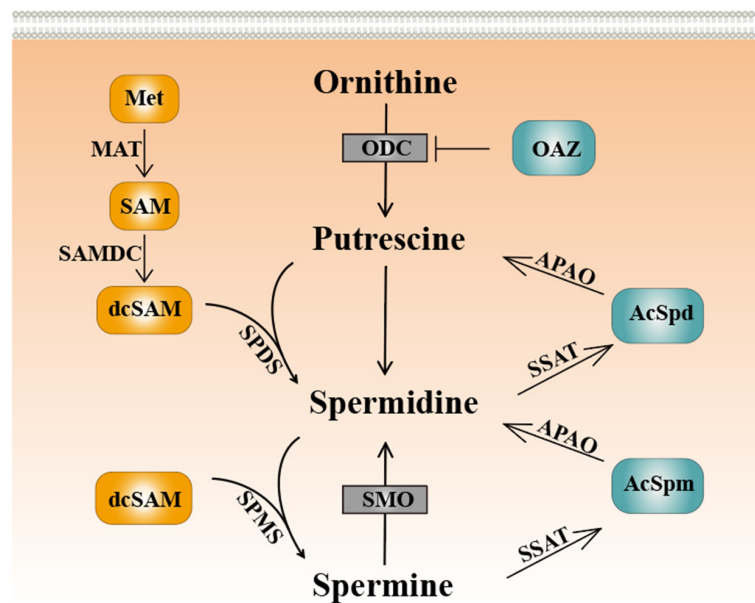 Ornithine
Met
MAT
ODC
OAZ
SAM
SAMDC
Putrescine
APAO
dcSAM
AcSpd
SPDS
SSAT
Spermidine
APAO
dcSAM
SMO
AcSpm
SPMS
SSAT
Spermine